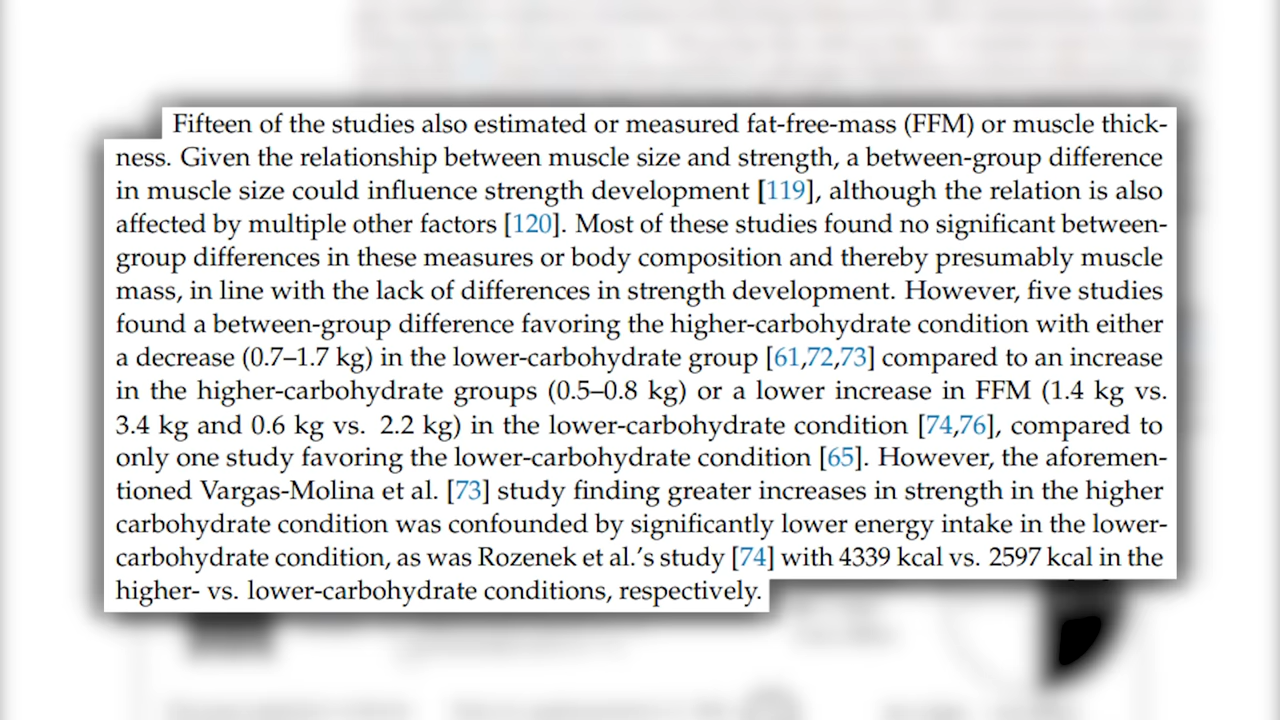 Fifteen of the studies also estimated or measured fat-free-mass (FFM) or muscle thick-
ness. Given the relationship between muscle size and strength, a between-group difference
in muscle size could influence strength development [119], although the relation is also
affected by multiple other factors [120]. Most of these studies found no significant between-
group differences in these measures or body composition and thereby presumably muscle
mass, in line with the lack of differences in strength development. However, five studies
found a between-group difference favoring the higher-carbohydrate condition with either
a decrease (0.7–1.7 kg) in the lower-carbohydrate group [61,72,73] compared to an increase
in the higher-carbohydrate groups (0.5–0.8 kg) or a lower increase in FFM (1.4 kg vs.
3.4 kg and 0.6 kg vs. 2.2 kg) in the lower-carbohydrate condition [74,76], compared to
only one study favoring the lower-carbohydrate condition [65]. However, the aforemen-
tioned Vargas-Molina et al. [73] study finding greater increases in strength in the higher
carbohydrate condition was confounded by significantly lower energy intake in the lower-
carbohydrate condition, as was Rozenek et al.’s study [74] with 4339 kcal vs. 2597 kcal in the
higher- vs. lower-carbohydrate conditions, respectively.